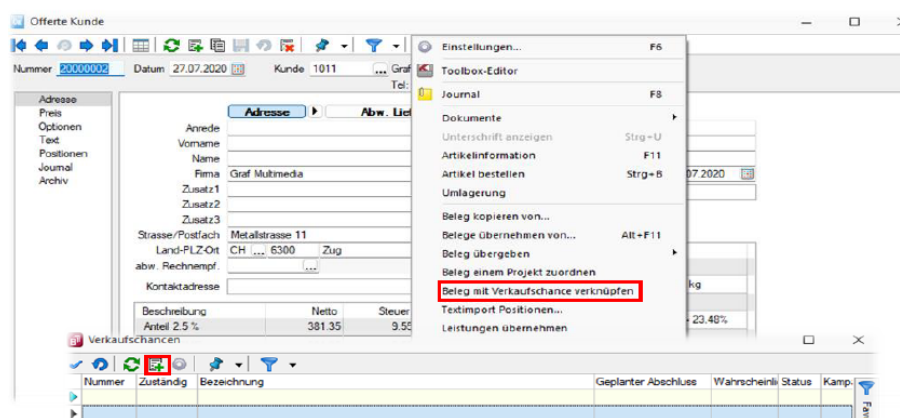 Offerte Kunde
Nummer 20000002 Datum 27.07.2020 Kunde 1011 ... Graf
Tel:
Adresse
Preis
Optionen
Text
Positionen
Journal
Archiv
Adresse Abw. Lief
Anrede
Vorname
Name
Firma Graf Multimedia 07.2020
Zusatz1
Zusatz2
Zusatz3
Strasse/Postfach Metallstrasse 11
Land-PLZ-Ort CH ... 6300 Zug
abw. Rechnempf. ...
Kontaktadresse kg
Beschreibung Netto Steuer
Anteil 2.5 % 381.35 9.55 23.48%
Einstellungen... F6
Toolbox-Editor
Journal F8
Dokumente
Unterschrift anzeigen Strg+U
Artikelinformation F11
Artikel bestellen Strg+B
Umlagerung
Beleg kopieren von...
Belege übernehmen von... Alt+F11
Beleg übergeben
Beleg einem Projekt zuordnen
Beleg mit Verkaufschance verknüpfen
Textimport Positionen...
Leistungen übernehmen
Verkaufschancen
Nummer Zuständig Bezeichnung Geplanter Abschluss Wahrscheinli Status Kamp.
Fav